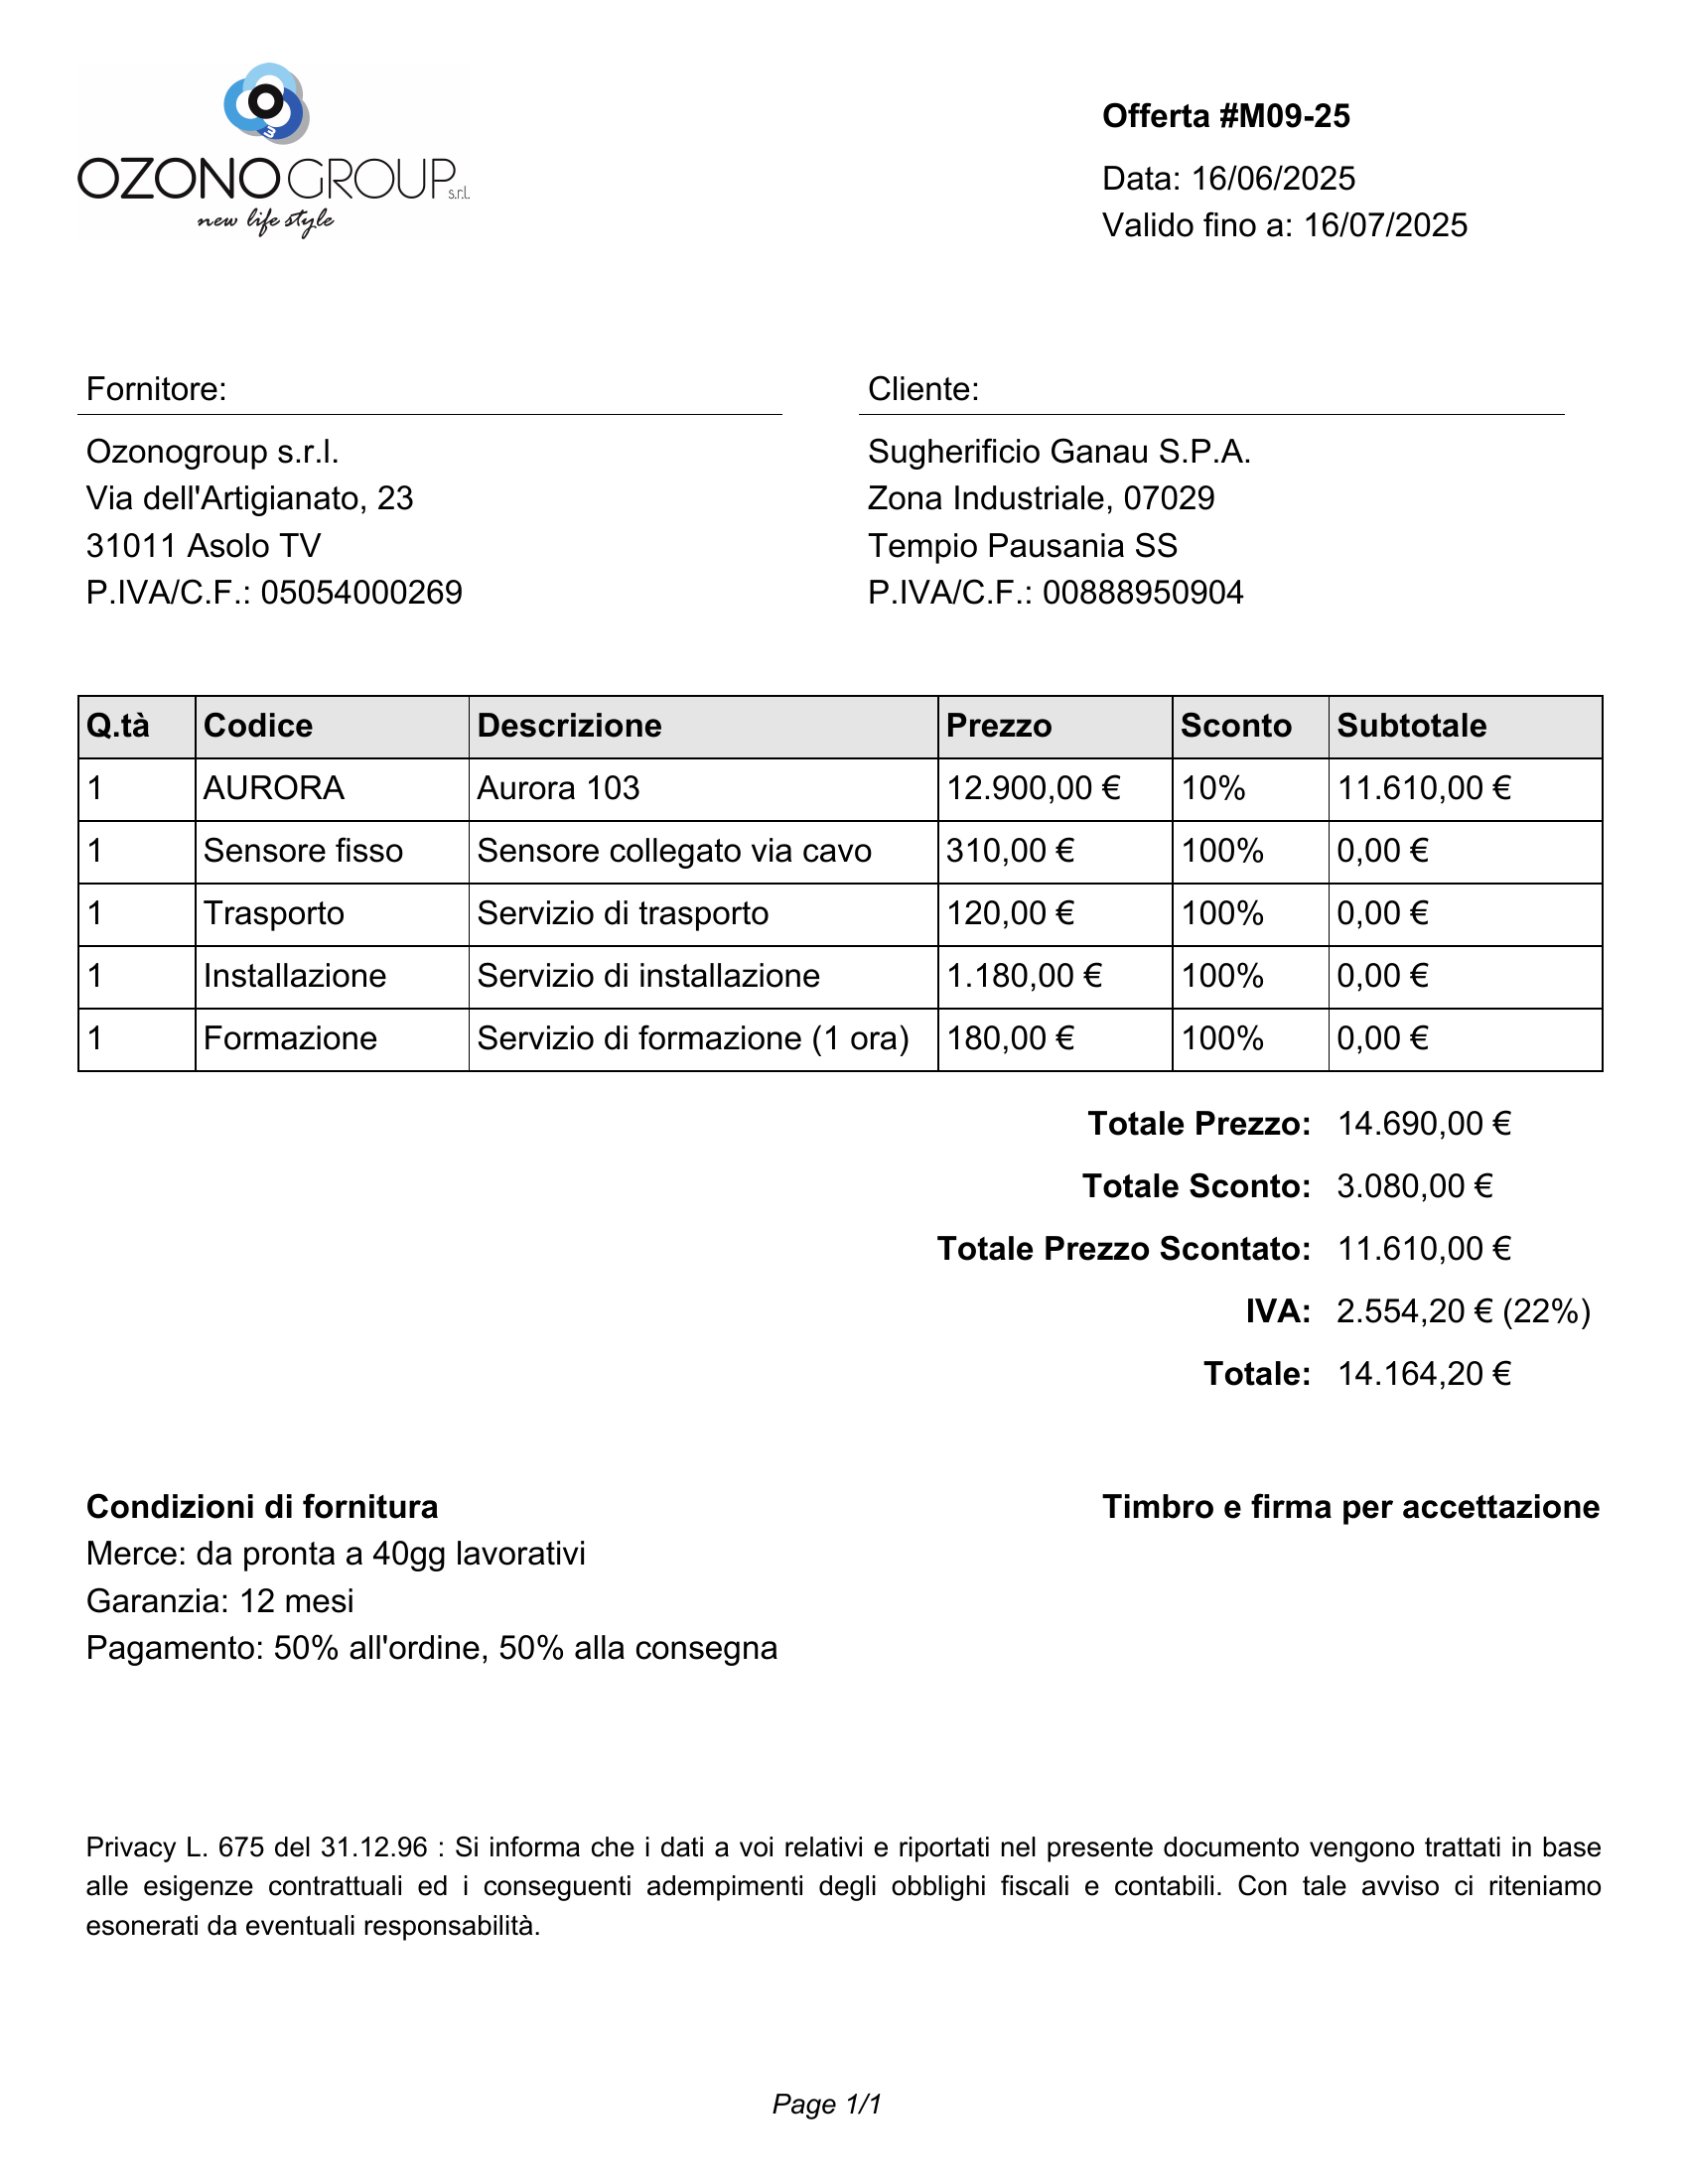 OZONOGROUP s.r.l.
new life style
Offerta #M09-25
Data: 16/06/2025
Valido fino a: 16/07/2025
Fornitore:
Ozonogroup s.r.l.
Via dell'Artigianato, 23
31011 Asolo TV
P.IVA/C.F.: 05054000269
Cliente:
Sugherificio Ganau S.P.A.
Zona Industriale, 07029
Tempio Pausania SS
P.IVA/C.F.: 00888950904
Q.tà Codice Descrizione Prezzo Sconto Subtotale
1 AURORA Aurora 103 12.900,00 € 10% 11.610,00 €
1 Sensore fisso Sensore collegato via cavo 310,00 € 100% 0,00 €
1 Trasporto Servizio di trasporto 120,00 € 100% 0,00 €
1 Installazione Servizio di installazione 1.180,00 € 100% 0,00 €
1 Formazione Servizio di formazione (1 ora) 180,00 € 100% 0,00 €
Totale Prezzo: 14.690,00 €
Totale Sconto: 3.080,00 €
Totale Prezzo Scontato: 11.610,00 €
IVA: 2.554,20 € (22%)
Totale: 14.164,20 €
Condizioni di fornitura
Merce: da pronta a 40gg lavorativi
Garanzia: 12 mesi
Pagamento: 50% all'ordine, 50% alla consegna
Timbro e firma per accettazione
Privacy L. 675 del 31.12.96 : Si informa che i dati a voi relativi e riportati nel presente documento vengono trattati in base
alle esigenze contrattuali ed i conseguenti adempimenti degli obblighi fiscali e contabili. Con tale avviso ci riteniamo
esonerati da eventuali responsabilità.
Page 1/1